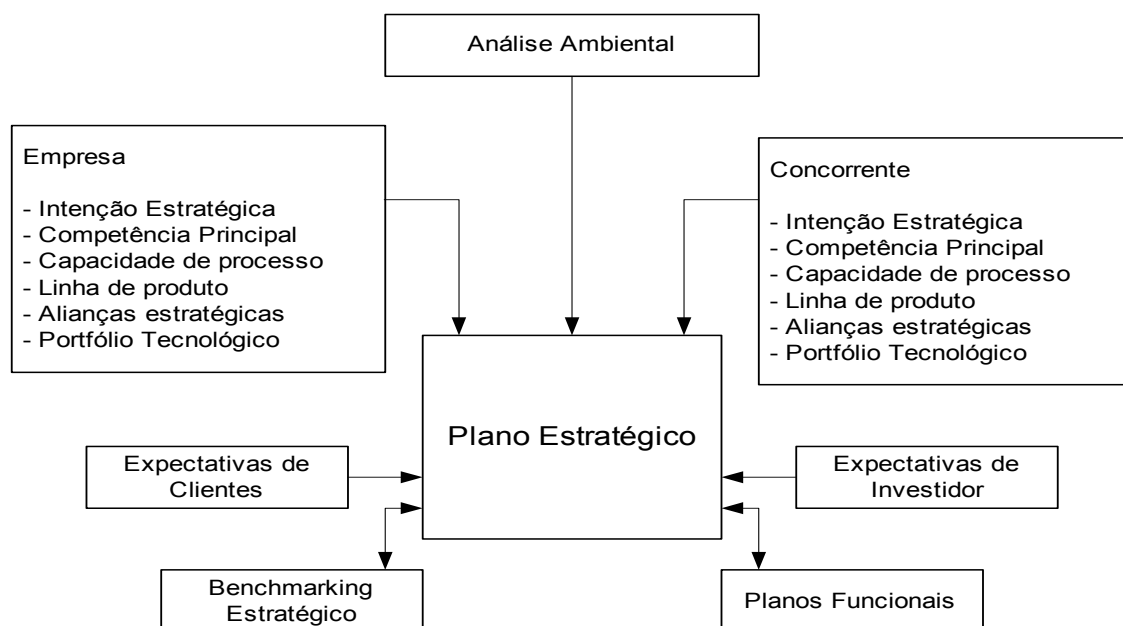 Análise Ambiental
Empresa
- Intenção Estratégica
- Competência Principal
- Capacidade de processo
- Linha de produto
- Alianças estratégicas
- Portfólio Tecnológico
Concorrente
- Intenção Estratégica
- Competência Principal
- Capacidade de processo
- Linha de produto
- Alianças estratégicas
- Portfólio Tecnológico
Plano Estratégico
Expectativas de
Clientes
Expectativas de
Investidor
Benchmarking
Estratégico
Planos Funcionais